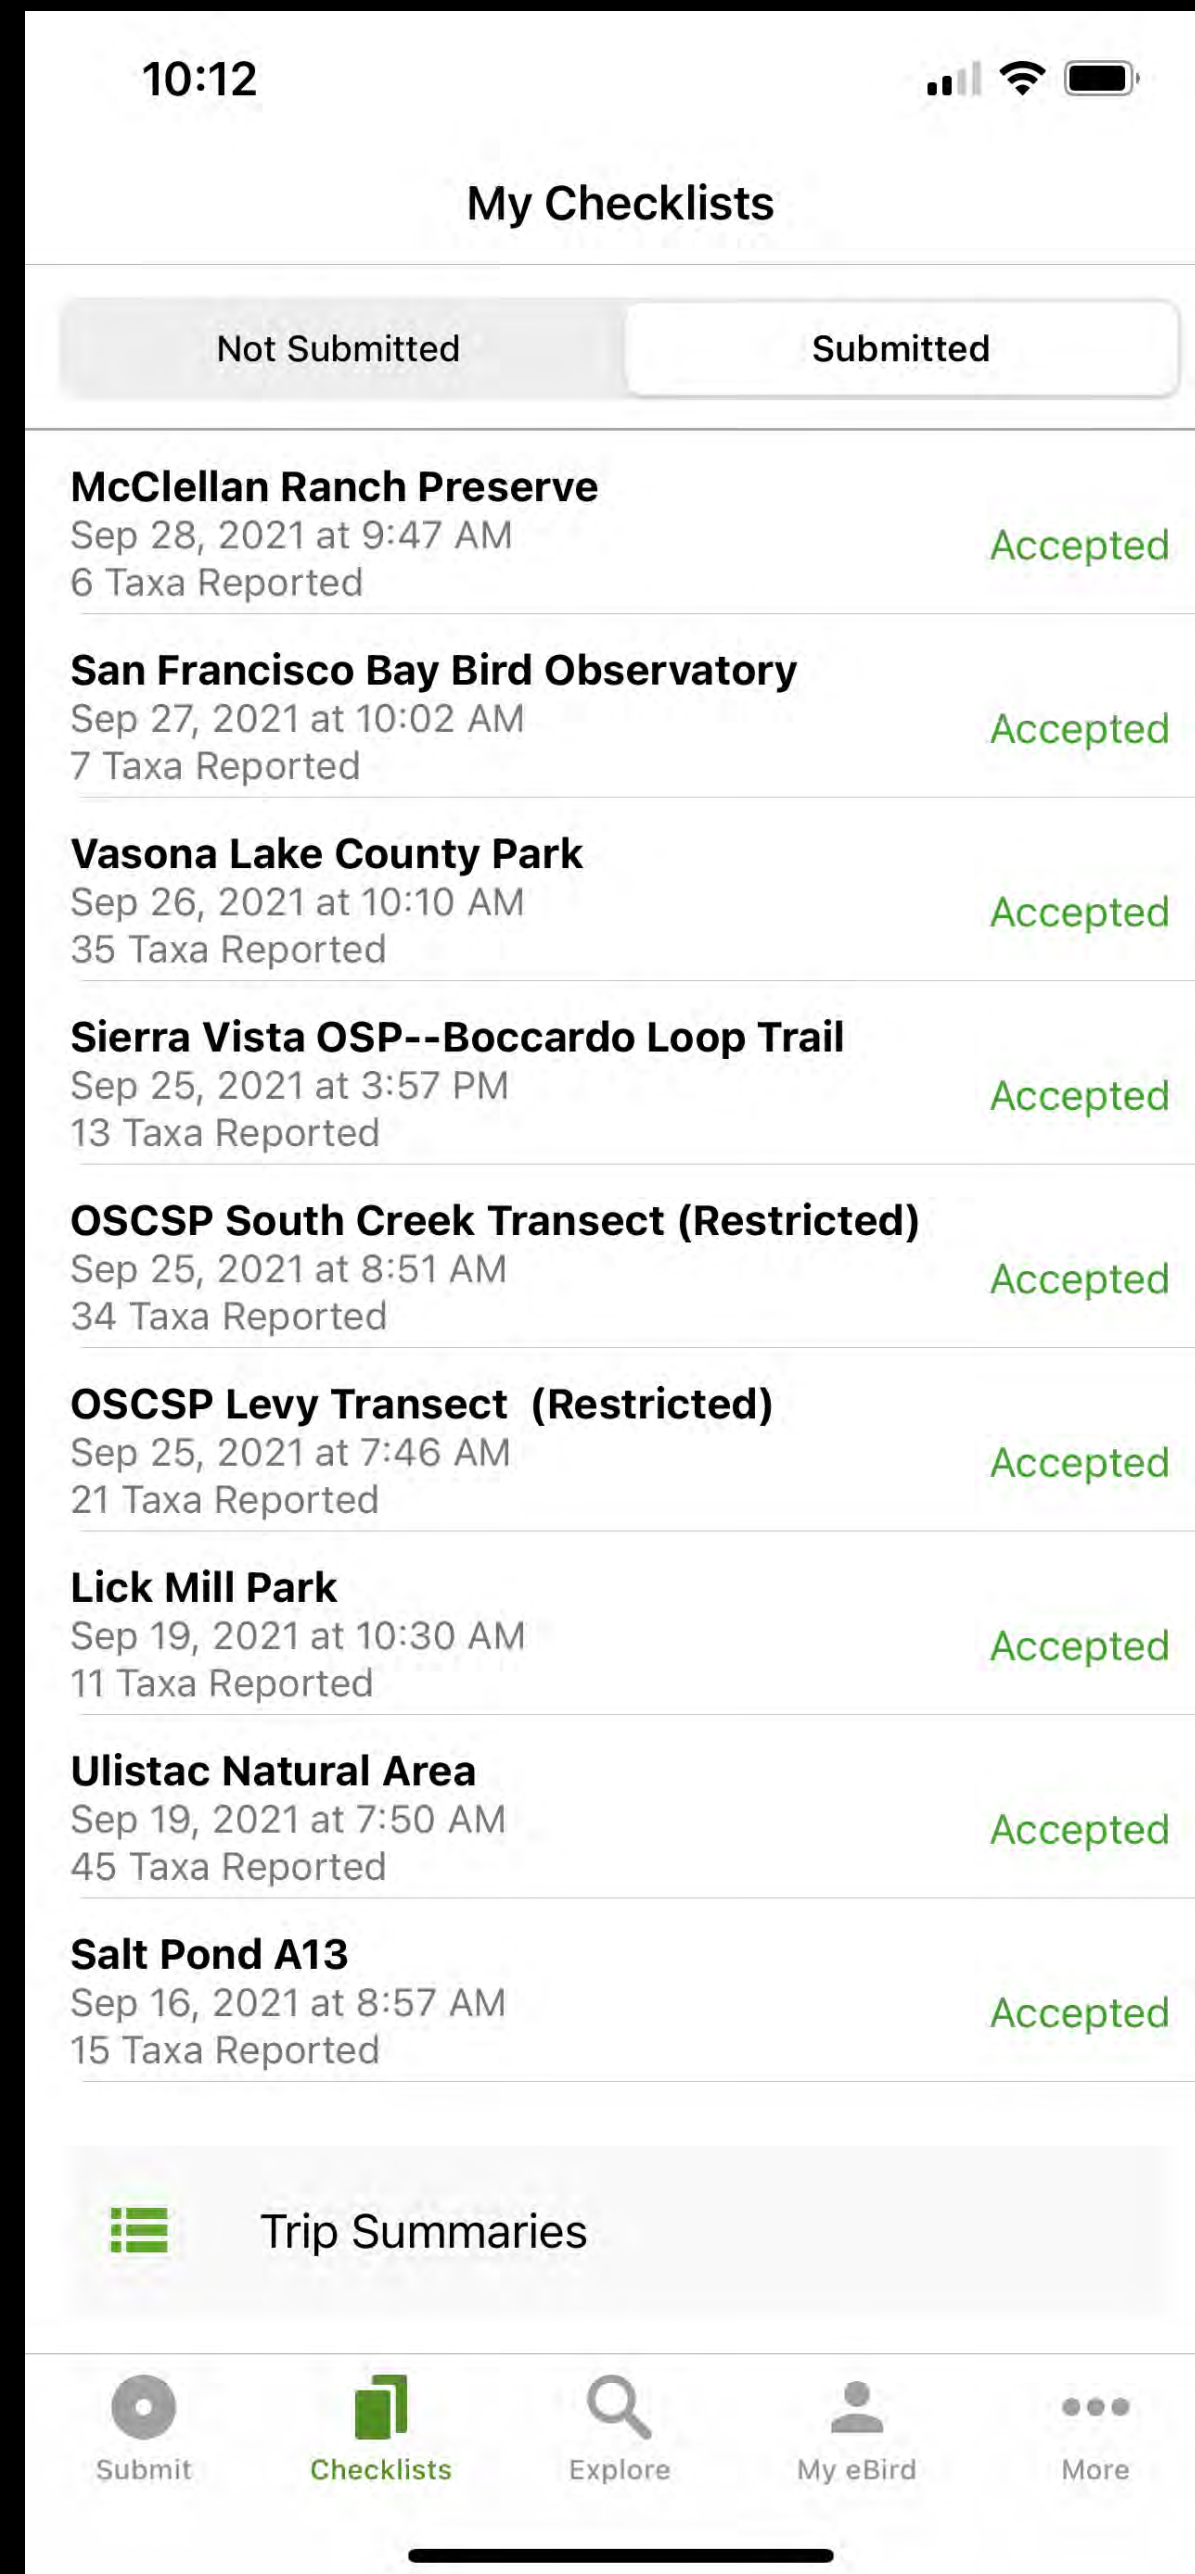 10:12
My Checklists
Not Submitted
Submitted
McClellan Ranch Preserve
Sep 28, 2021 at 9:47 AM
Accepted
6 Taxa Reported
San Francisco Bay Bird Observatory
Sep 27, 2021 at 10:02 AM
Accepted
7 Taxa Reported
Vasona Lake County Park
Sep 26, 2021 at 10:10 AM
Accepted
35 Taxa Reported
Sierra Vista OSP--Boccardo Loop Trail
Sep 25, 2021 at 3:57 PM
Accepted
13 Taxa Reported
OSCSP South Creek Transect (Restricted)
Sep 25, 2021 at 8:51 AM
Accepted
34 Taxa Reported
OSCSP Levy Transect  (Restricted)
Sep 25, 2021 at 7:46 AM
Accepted
21 Taxa Reported
Lick Mill Park
Sep 19, 2021 at 10:30 AM
Accepted
11 Taxa Reported
Ulistac Natural Area
Sep 19, 2021 at 7:50 AM
Accepted
45 Taxa Reported
Salt Pond A13
Sep 16, 2021 at 8:57 AM
Accepted
15 Taxa Reported
Trip Summaries
Submit
Checklists
Explore
My eBird
More